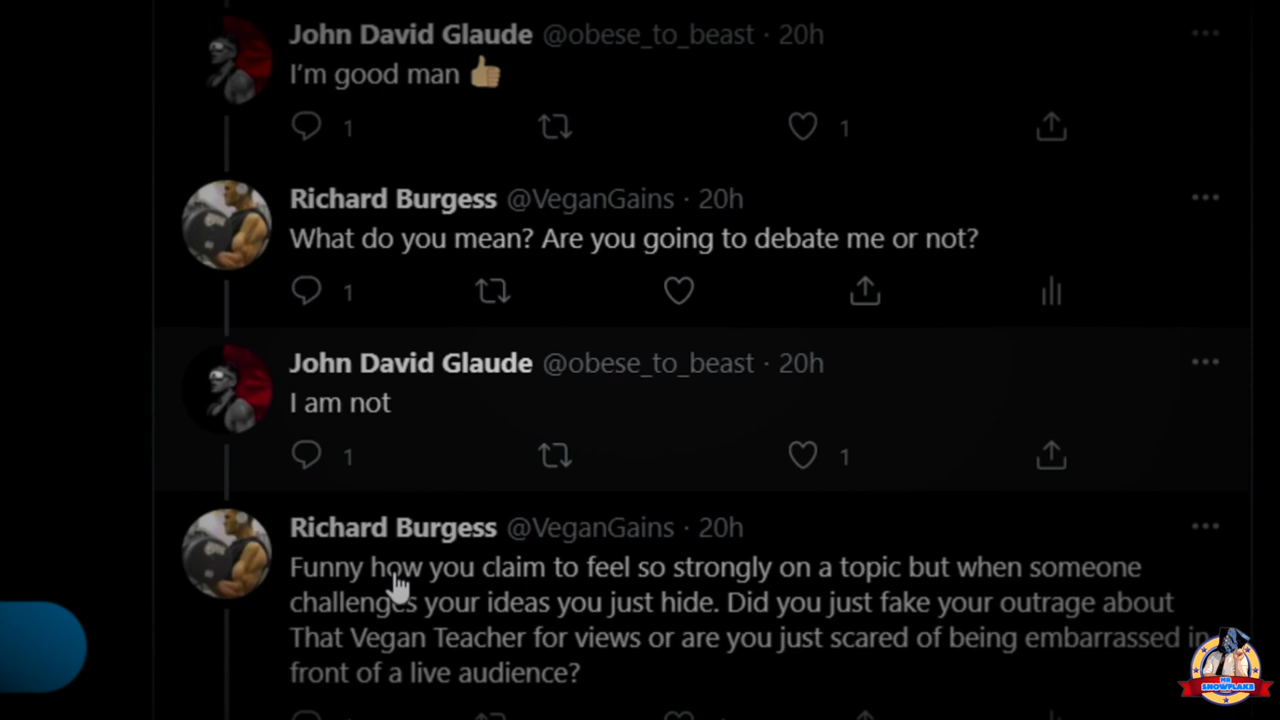 John David Glaude @obese_to_beast · 20h
I'm good man 👍🏼
1 1
Richard Burgess @VeganGains · 20h
What do you mean? Are you going to debate me or not?
1
John David Glaude @obese_to_beast · 20h
I am not
1 1
Richard Burgess @VeganGains · 20h
Funny how you claim to feel so strongly on a topic but when someone
challenges your ideas you just hide. Did you just fake your outrage about
That Vegan Teacher for views or are you just scared of being embarrassed in
front of a live audience?
MR
SNOWFLAKE